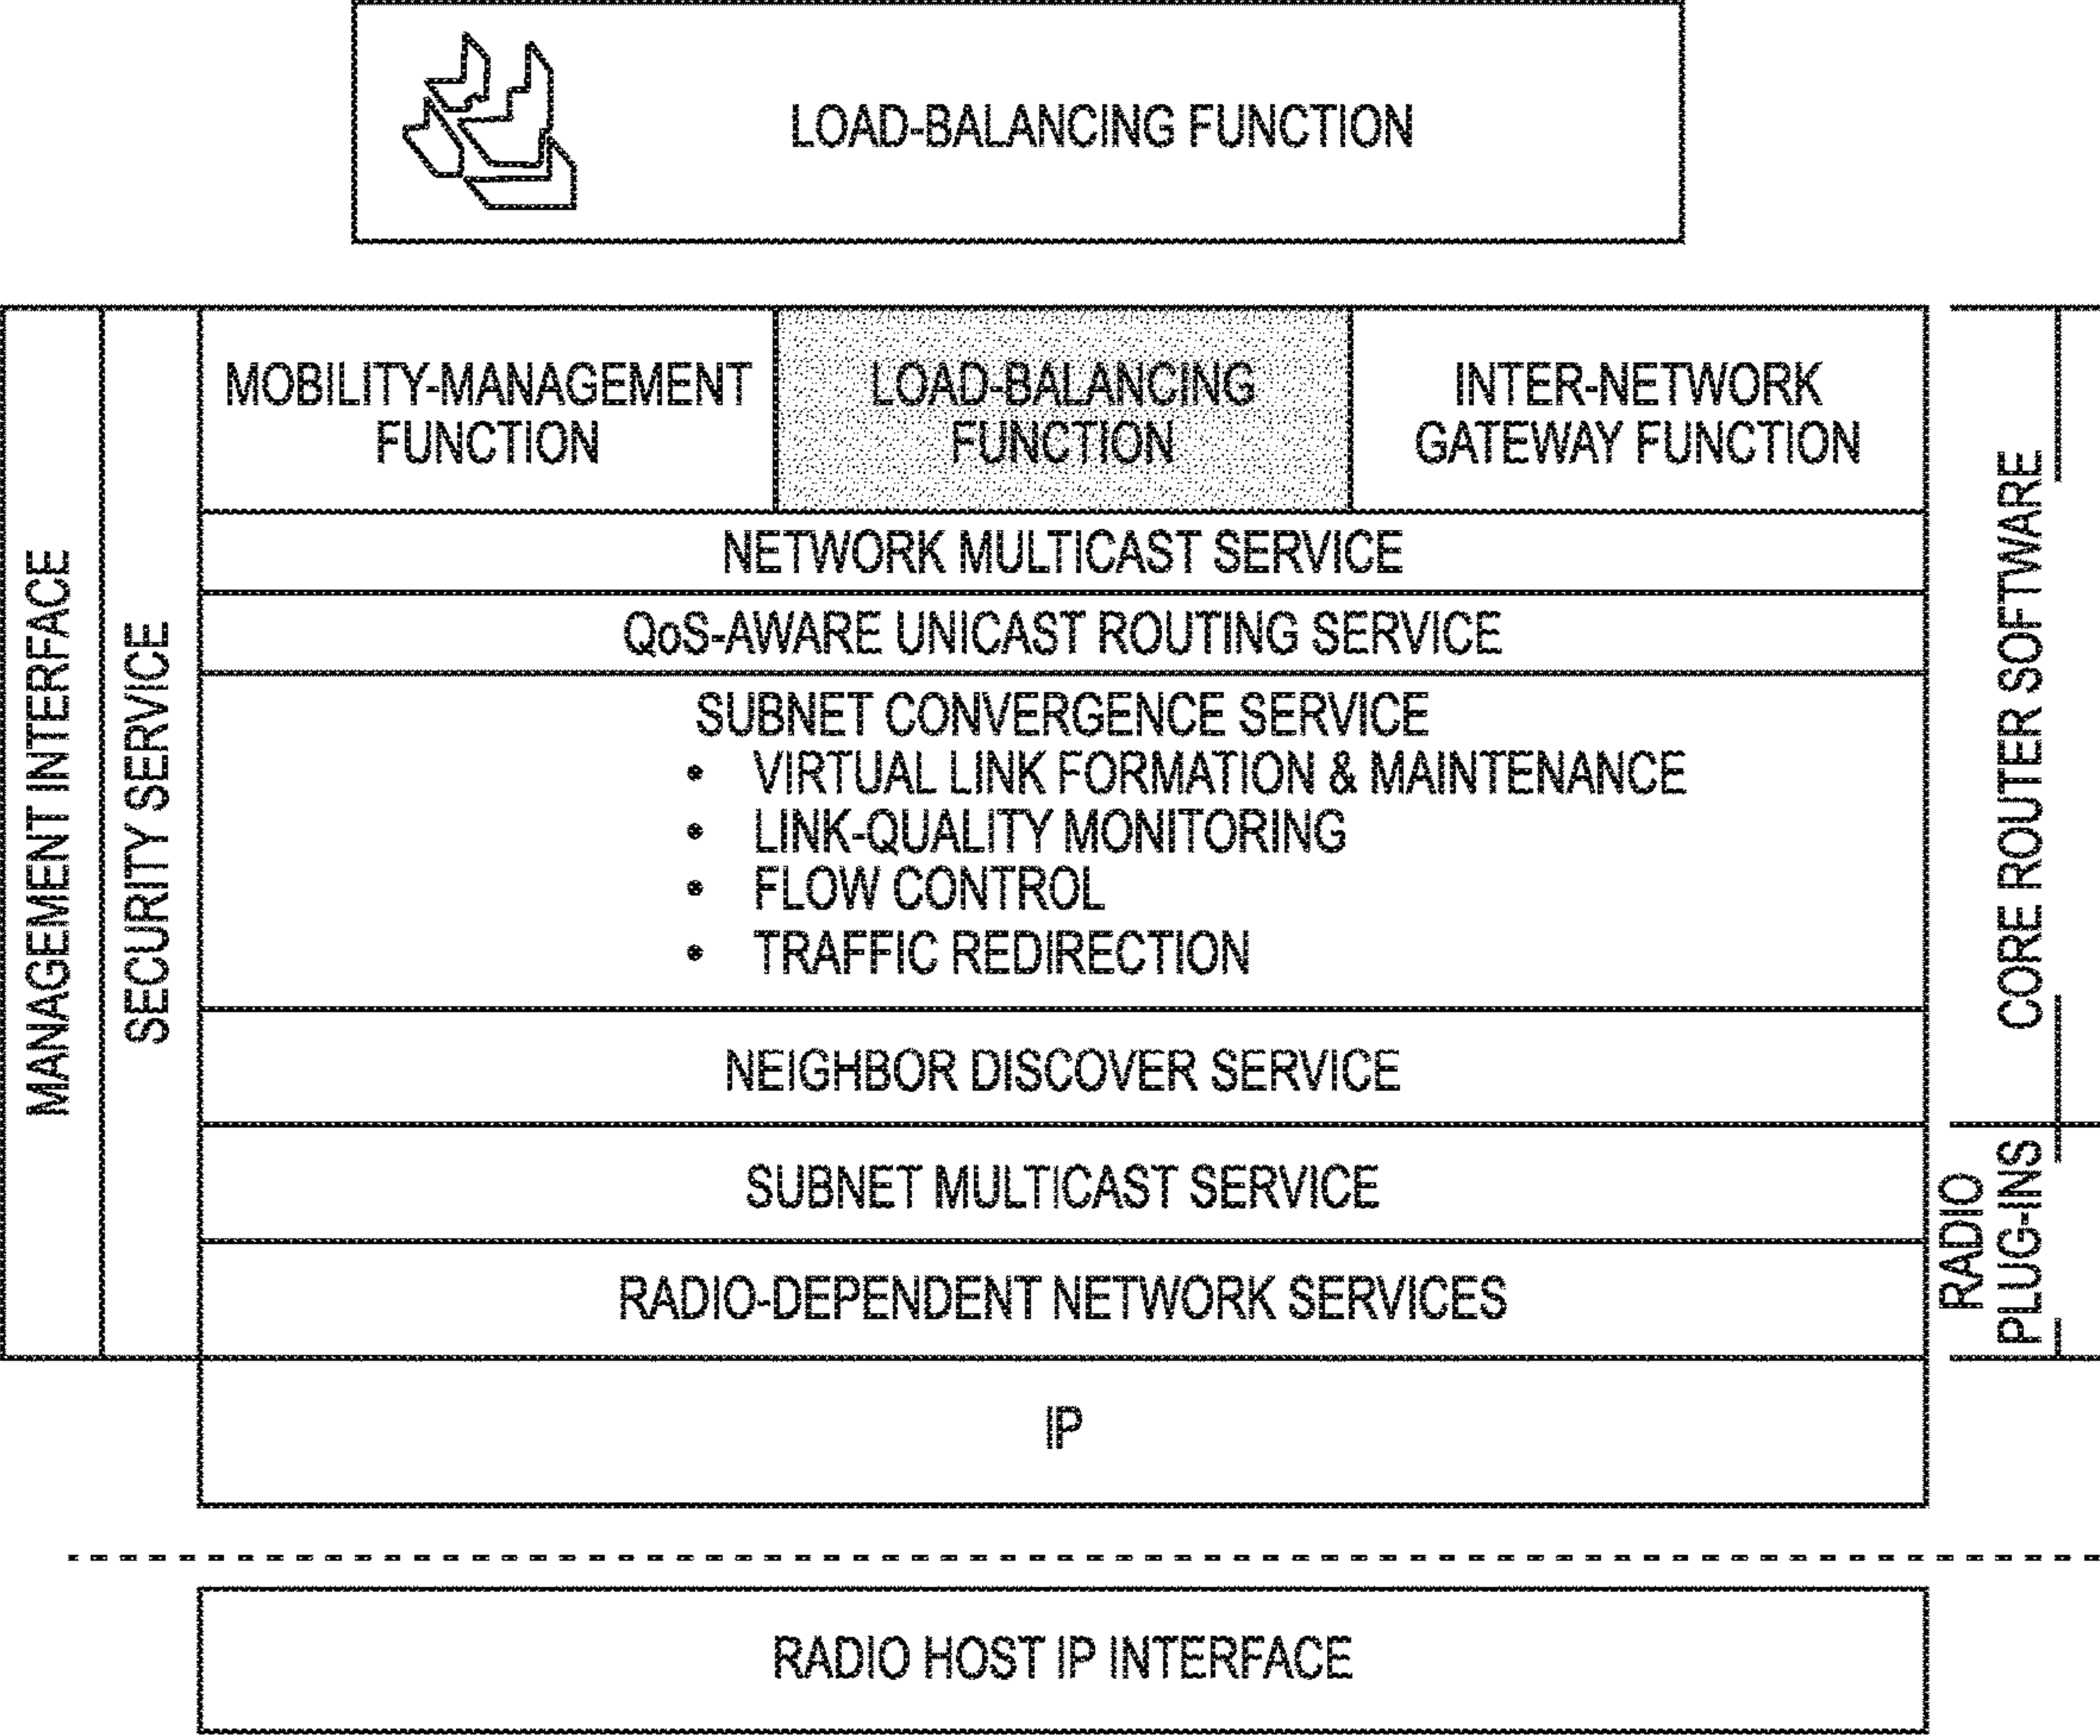 LOAD-BALANCING FUNCTION
MANAGEMENT INTERFACE
SECURITY SERVICE
MOBILITY-MANAGEMENT
FUNCTION
LOAD-BALANCING
FUNCTION
INTER-NETWORK
GATEWAY FUNCTION
NETWORK MULTICAST SERVICE
QoS-AWARE UNICAST ROUTING SERVICE
SUBNET CONVERGENCE SERVICE
• VIRTUAL LINK FORMATION & MAINTENANCE
• LINK-QUALITY MONITORING
• FLOW CONTROL
• TRAFFIC REDIRECTION
NEIGHBOR DISCOVER SERVICE
SUBNET MULTICAST SERVICE
RADIO-DEPENDENT NETWORK SERVICES
IP
CORE ROUTER SOFTWARE
RADIO
PLUG-INS
RADIO HOST IP INTERFACE